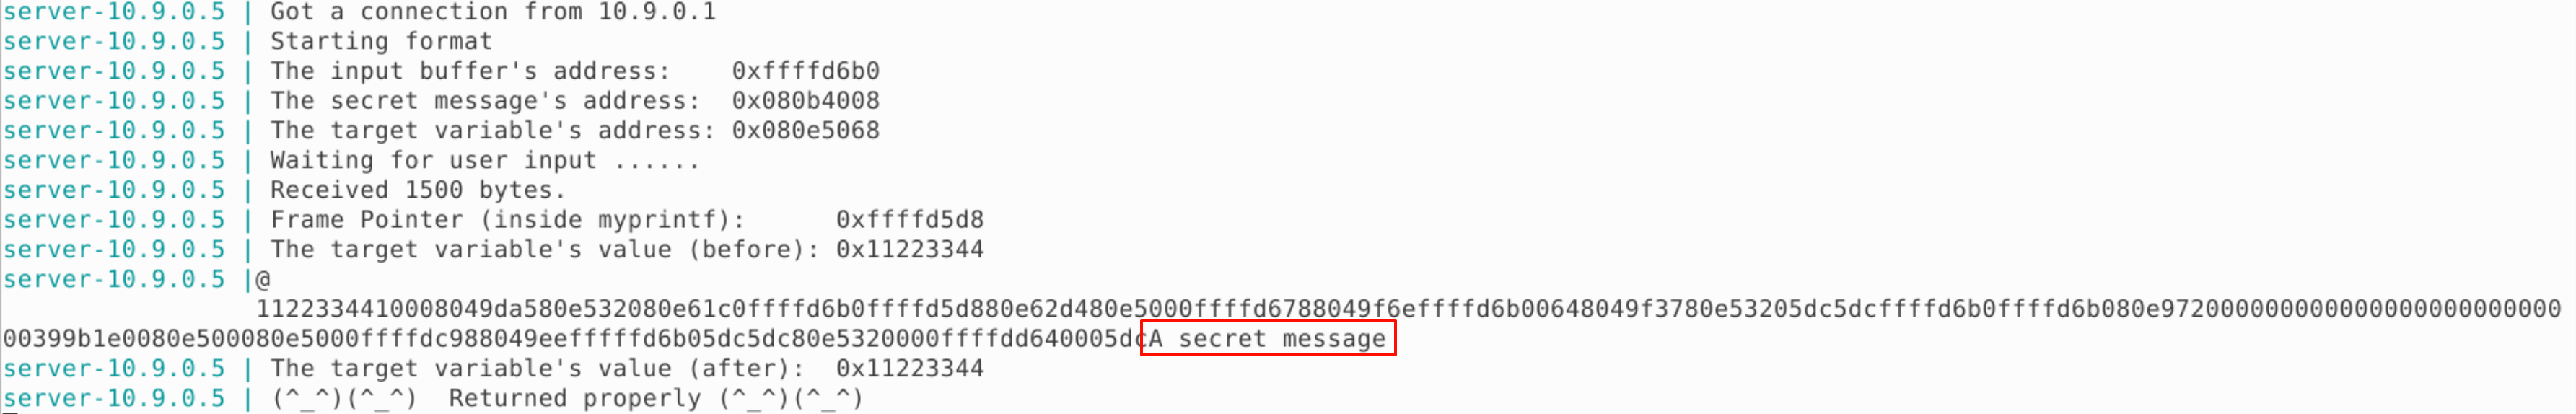 server-10.9.0.5 | Got a connection from 10.9.0.1
server-10.9.0.5 | Starting format
server-10.9.0.5 | The input buffer's address:    0xffffd6b0
server-10.9.0.5 | The secret message's address:  0x080b4008
server-10.9.0.5 | The target variable's address: 0x080e5068
server-10.9.0.5 | Waiting for user input ......
server-10.9.0.5 | Received 1500 bytes.
server-10.9.0.5 | Frame Pointer (inside myprintf):      0xffffd5d8
server-10.9.0.5 | The target variable's value (before): 0x11223344
server-10.9.0.5 |@
1122334410008049da580e532080e61c0ffffd6b0ffffd5d880e62d480e5000ffffd6788049f6effffd6b00648049f3780e53205dc5dcffffd6b0ffffd6b080e972000000000000000000000000
00399b1e0080e500080e5000ffffdc988049eefffffd6b05dc5dc80e5320000ffffdd640005dcA secret message
server-10.9.0.5 | The target variable's value (after):  0x11223344
server-10.9.0.5 | (^_^)(^_^)  Returned properly (^_^)(^_^)